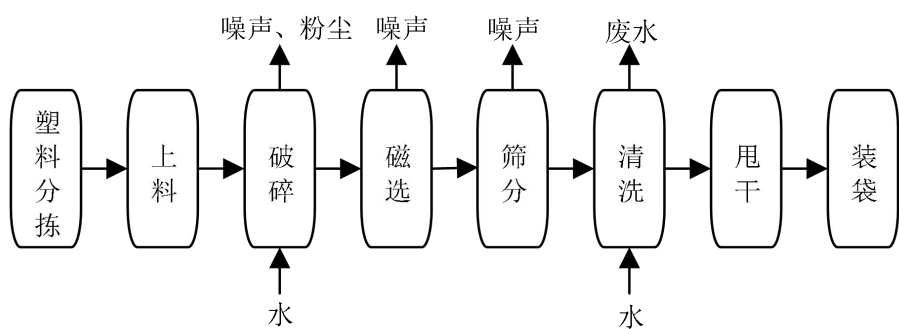 噪声、粉尘 噪声 噪声 废水
塑料分拣 上料 破碎 磁选 筛分 清洗 甩干 装袋
水 水